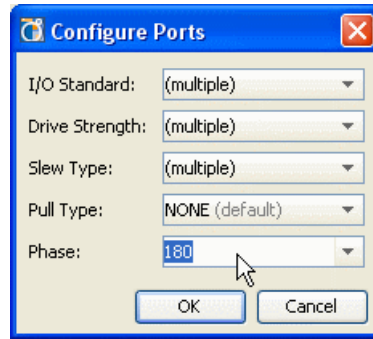 Configure Ports
I/O Standard: (multiple)
Drive Strength: (multiple)
Slew Type: (multiple)
Pull Type: NONE (default)
Phase: 180
OK Cancel